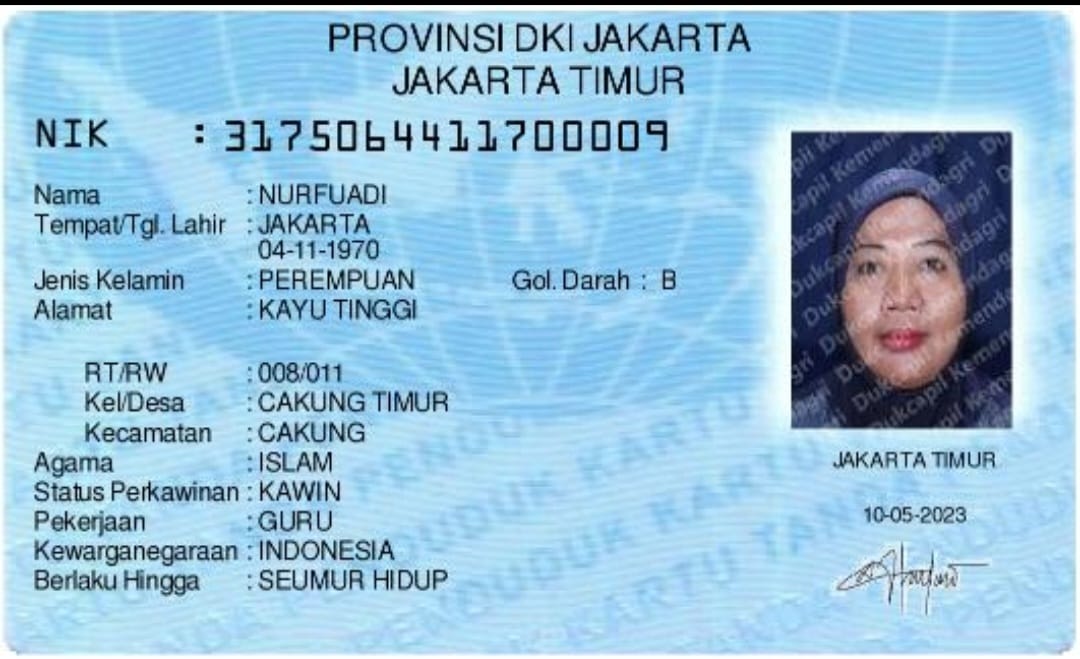 PROVINSI DKI JAKARTA
JAKARTA TIMUR
NIK : 3175064411700009
Nama : NURFUADI
Tempat/Tgl. Lahir : JAKARTA
04-11-1970
Jenis Kelamin : PEREMPUAN Gol. Darah : B
Alamat : KAYU TINGGI
RT/RW : 008/011
Kel/Desa : CAKUNG TIMUR
Kecamatan : CAKUNG
Agama : ISLAM
Status Perkawinan : KAWIN
Pekerjaan : GURU
Kewarganegaraan : INDONESIA
Berlaku Hingga : SEUMUR HIDUP
JAKARTA TIMUR
10-05-2023